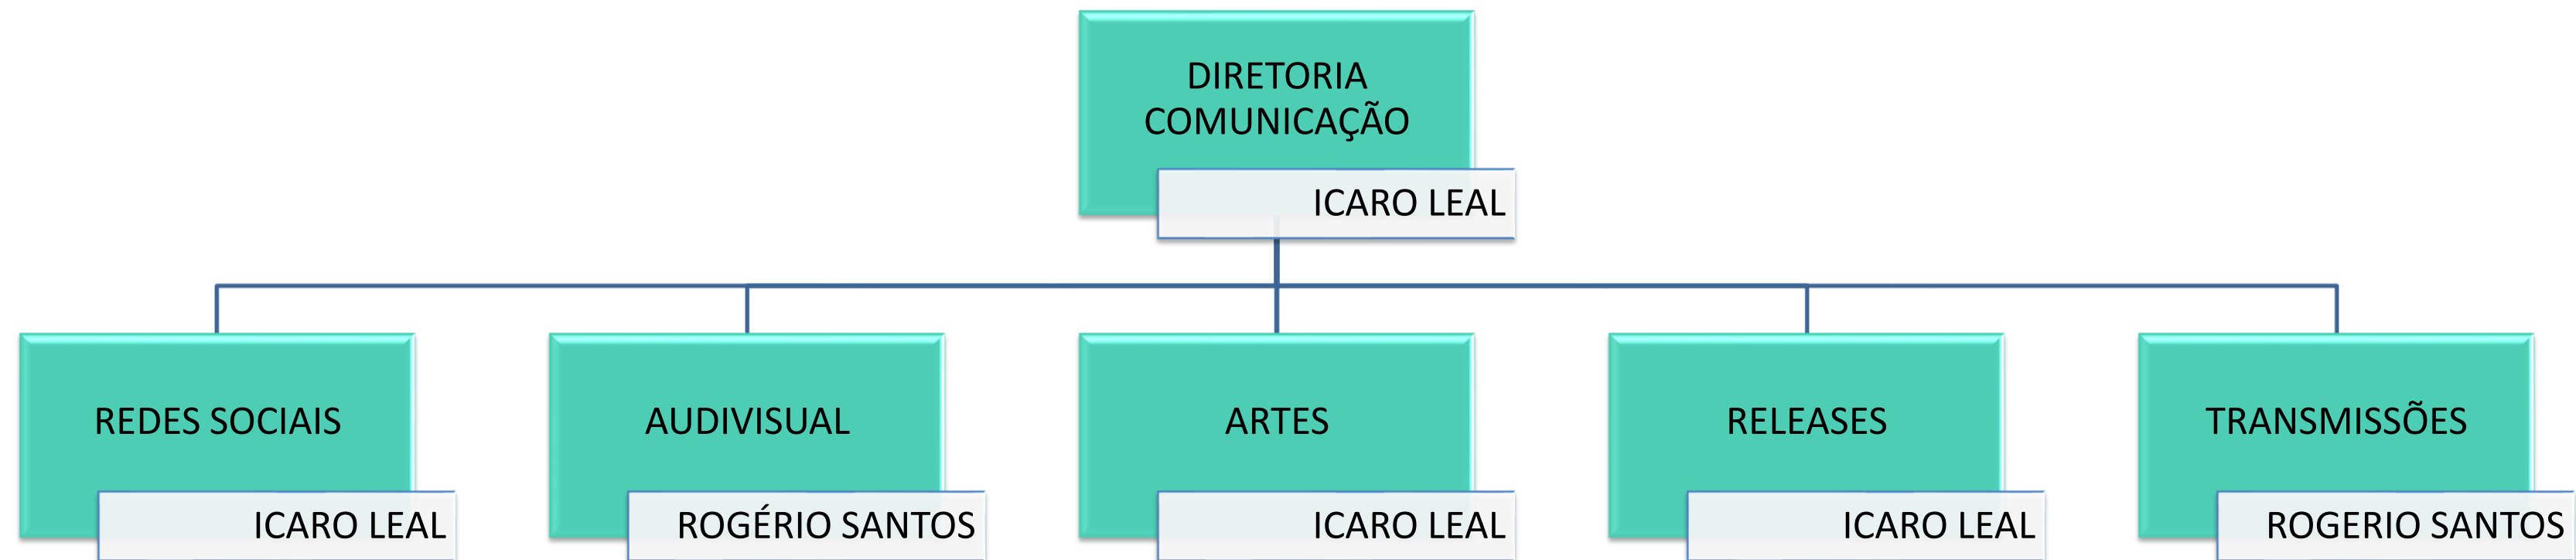 DIRETORIA
COMUNICAÇÃO
ICARO LEAL
REDES SOCIAIS
ICARO LEAL
AUDIVISUAL
ROGÉRIO SANTOS
ARTES
ICARO LEAL
RELEASES
ICARO LEAL
TRANSMISSÕES
ROGERIO SANTOS